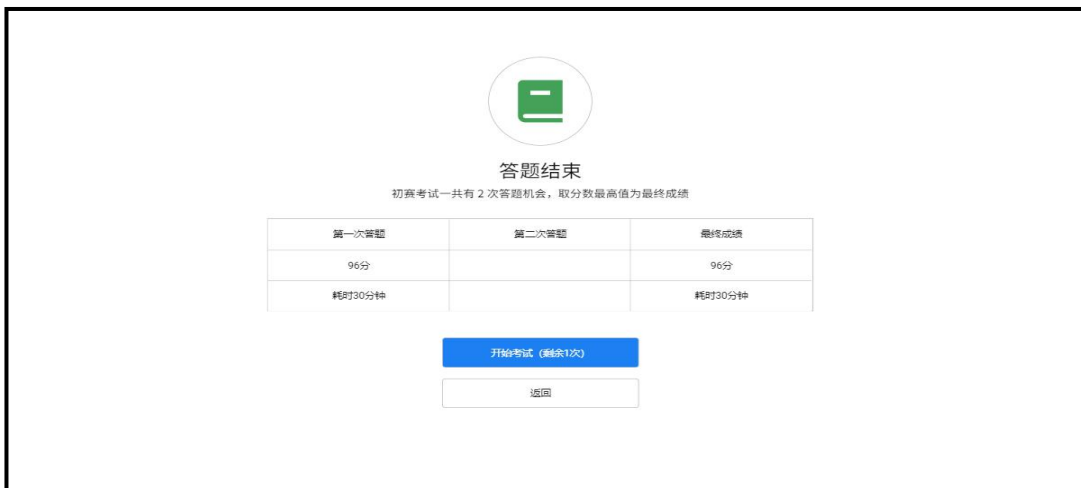 答题结束
初赛考试一共有2次答题机会，取分数最高值为最终成绩
第一次答题 第二次答题 最终成绩
96分 96分
耗时30分钟 耗时30分钟
开始考试（剩余1次）
返回